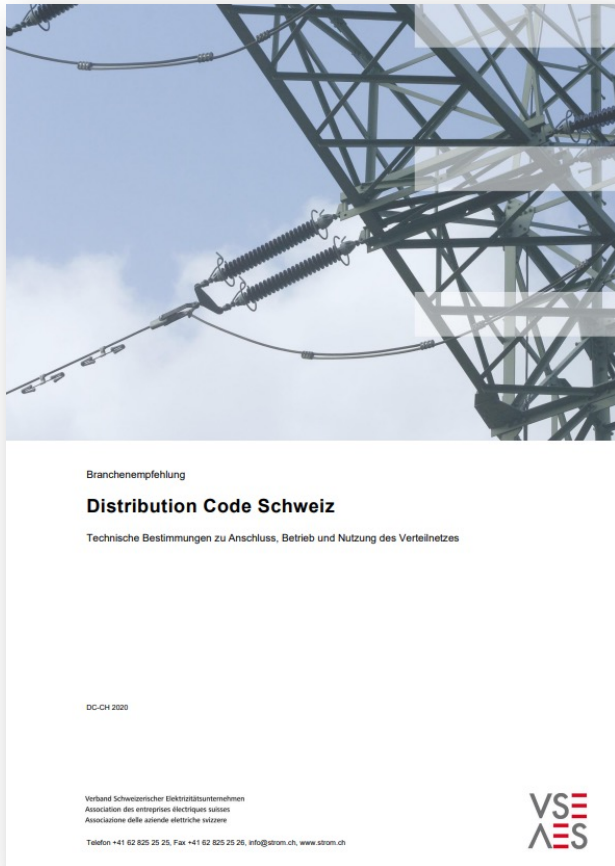 Branchenempfehlung
Distribution Code Schweiz
Technische Bestimmungen zu Anschluss, Betrieb und Nutzung des Verteilnetzes
DC-CH 2020
Verband Schweizerischer Elektrizitätsunternehmen
Association des entreprises électriques suisses
Associazione delle aziende elettriche svizzere
Telefon +41 62 825 25 25, Fax +41 62 825 25 26, info@strom.ch, www.strom.ch
VSE
AES